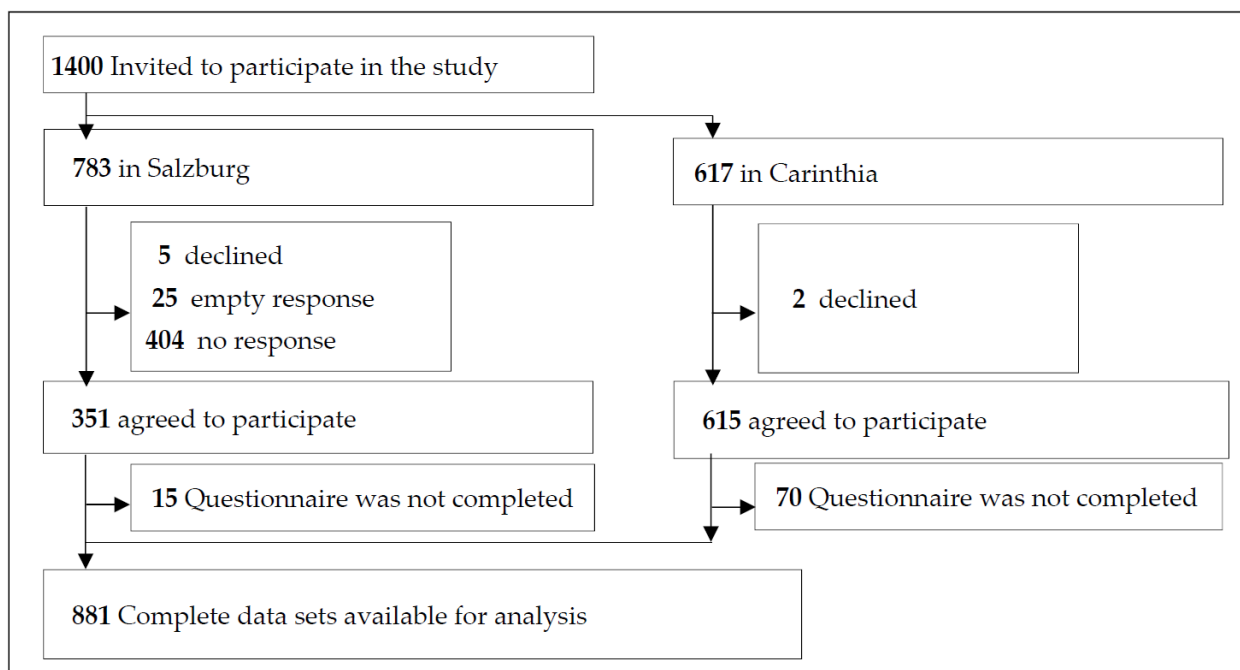 1400 Invited to participate in the study
783 in Salzburg
617 in Carinthia
5 declined
25 empty response
404 no response
2 declined
351 agreed to participate
615 agreed to participate
15 Questionnaire was not completed
70 Questionnaire was not completed
881 Complete data sets available for analysis